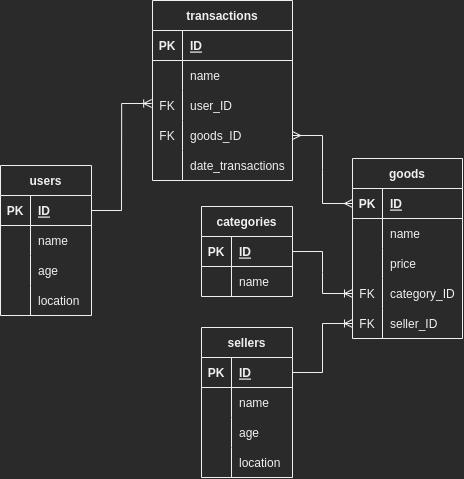 transactions
PK ID
name
FK user_ID
FK goods_ID
date_transactions
users
PK ID
name
age
location
categories
PK ID
name
goods
PK ID
name
price
FK category_ID
FK seller_ID
sellers
PK ID
name
age
location